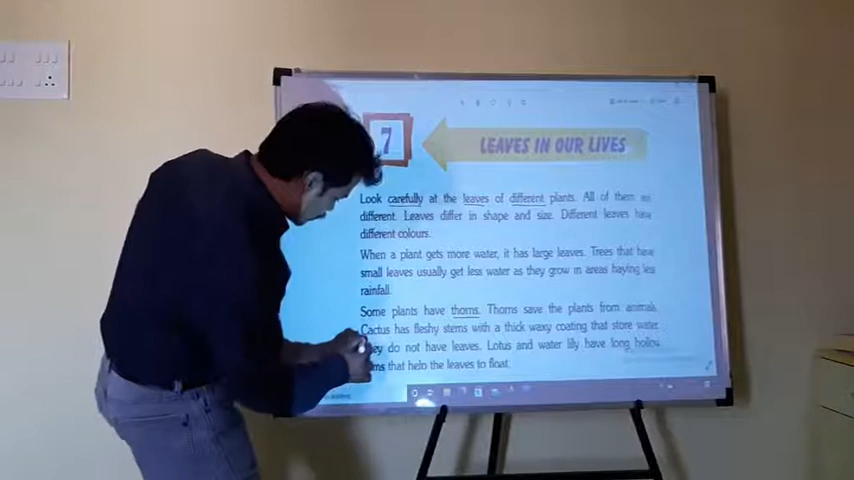 7
LEAVES IN OUR LIVES
Look carefully at the leaves of different plants. All of them are
different. Leaves differ in shape and size. Different leaves have
different colours.
When a plant gets more water, it has large leaves. Trees that have
small leaves usually get less water as they grow in areas having less
rainfall.
Some plants have thorns. Thorns save the plants from animals.
Cactus has fleshy stems with a thick waxy coating that store water.
they do not have leaves. Lotus and water lily have long hollow
that help the leaves to float.